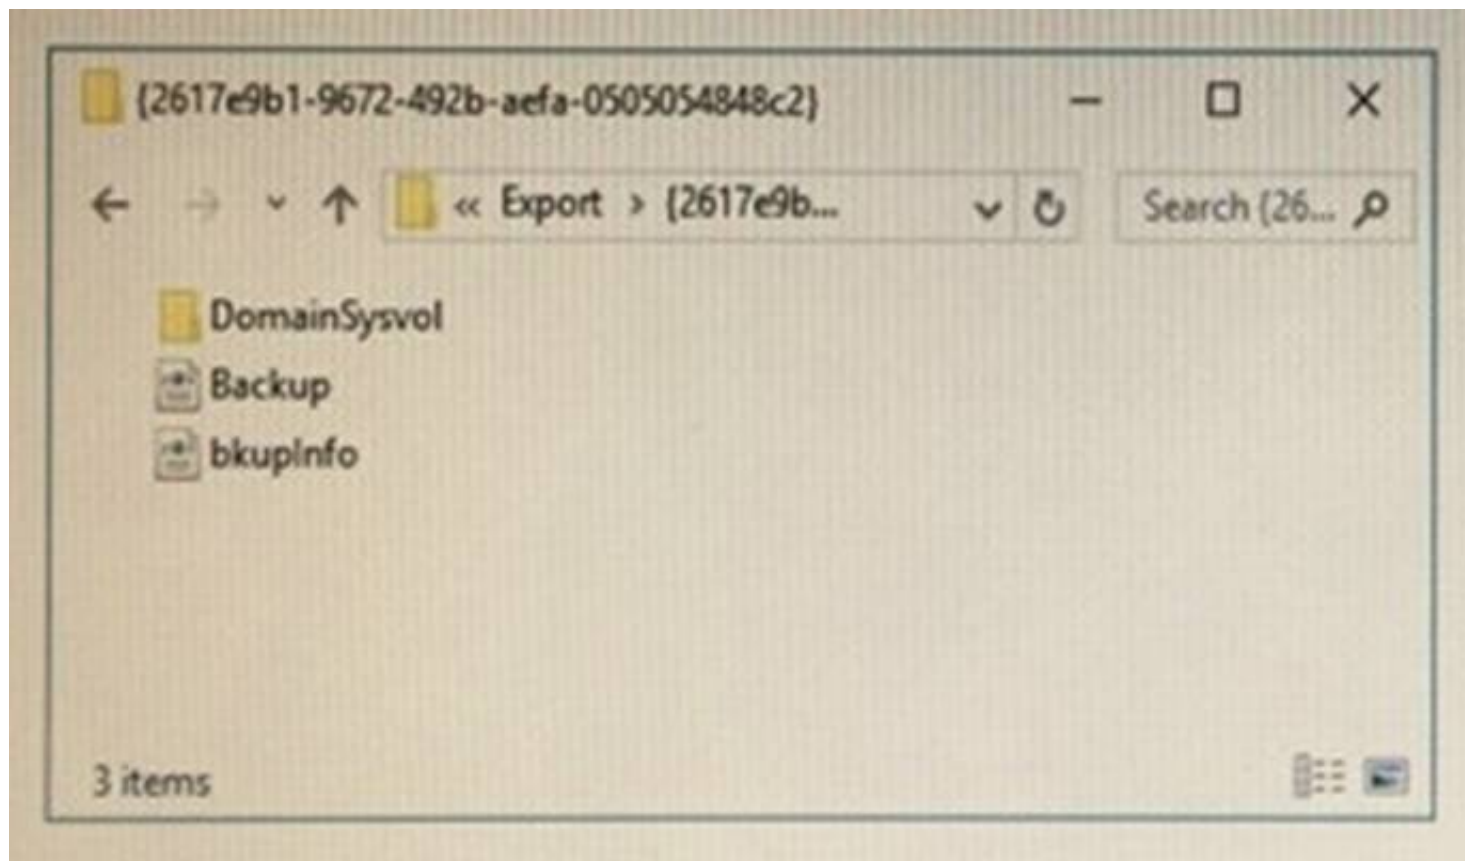 {2617e9b1-9672-492b-aefa-0505054848c2}
« Export > {2617e9b...
Search {26...
DomainSysvol
Backup
bkupInfo
3 items